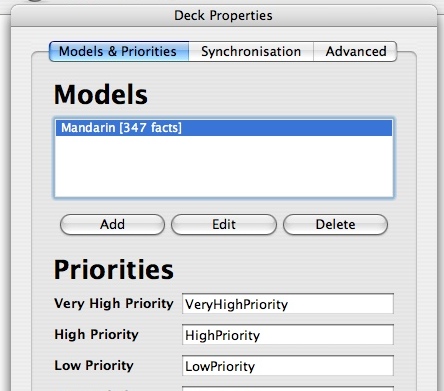 Deck Properties
Models & Priorities Synchronisation Advanced
Models
Mandarin [347 facts]
Add Edit Delete
Priorities
Very High Priority VeryHighPriority
High Priority HighPriority
Low Priority LowPriority